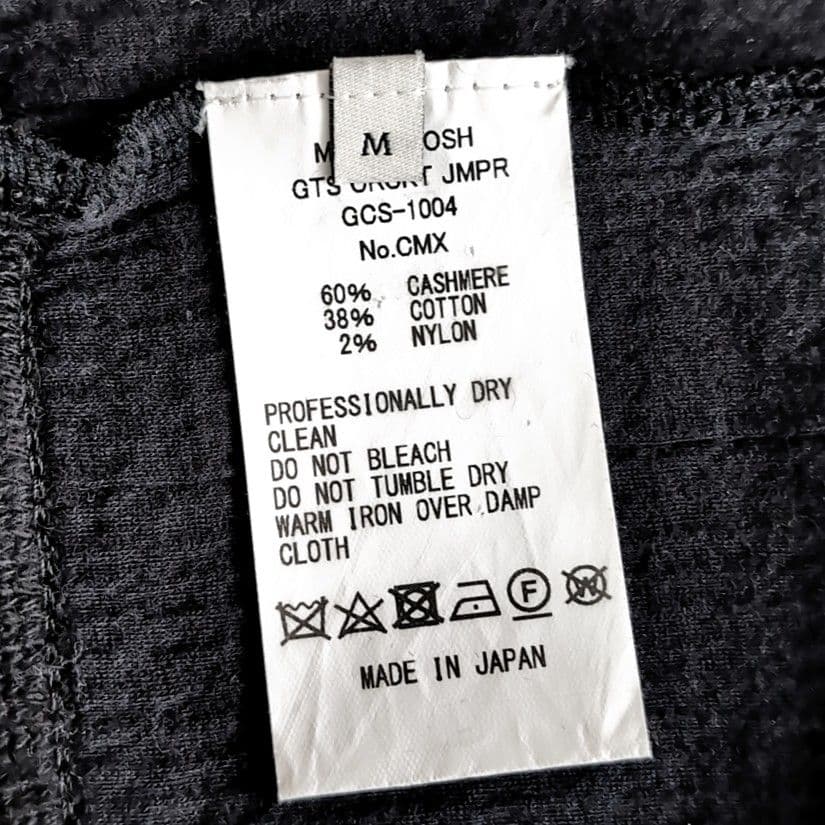 M
OSH
GTS JMPR
GCS-1004
No.CMX
60% CASHMERE
38% COTTON
2% NYLON
PROFESSIONALLY DRY
CLEAN
DO NOT BLEACH
DO NOT TUMBLE DRY
WARM IRON OVER DAMP
CLOTH
F W
MADE IN JAPAN